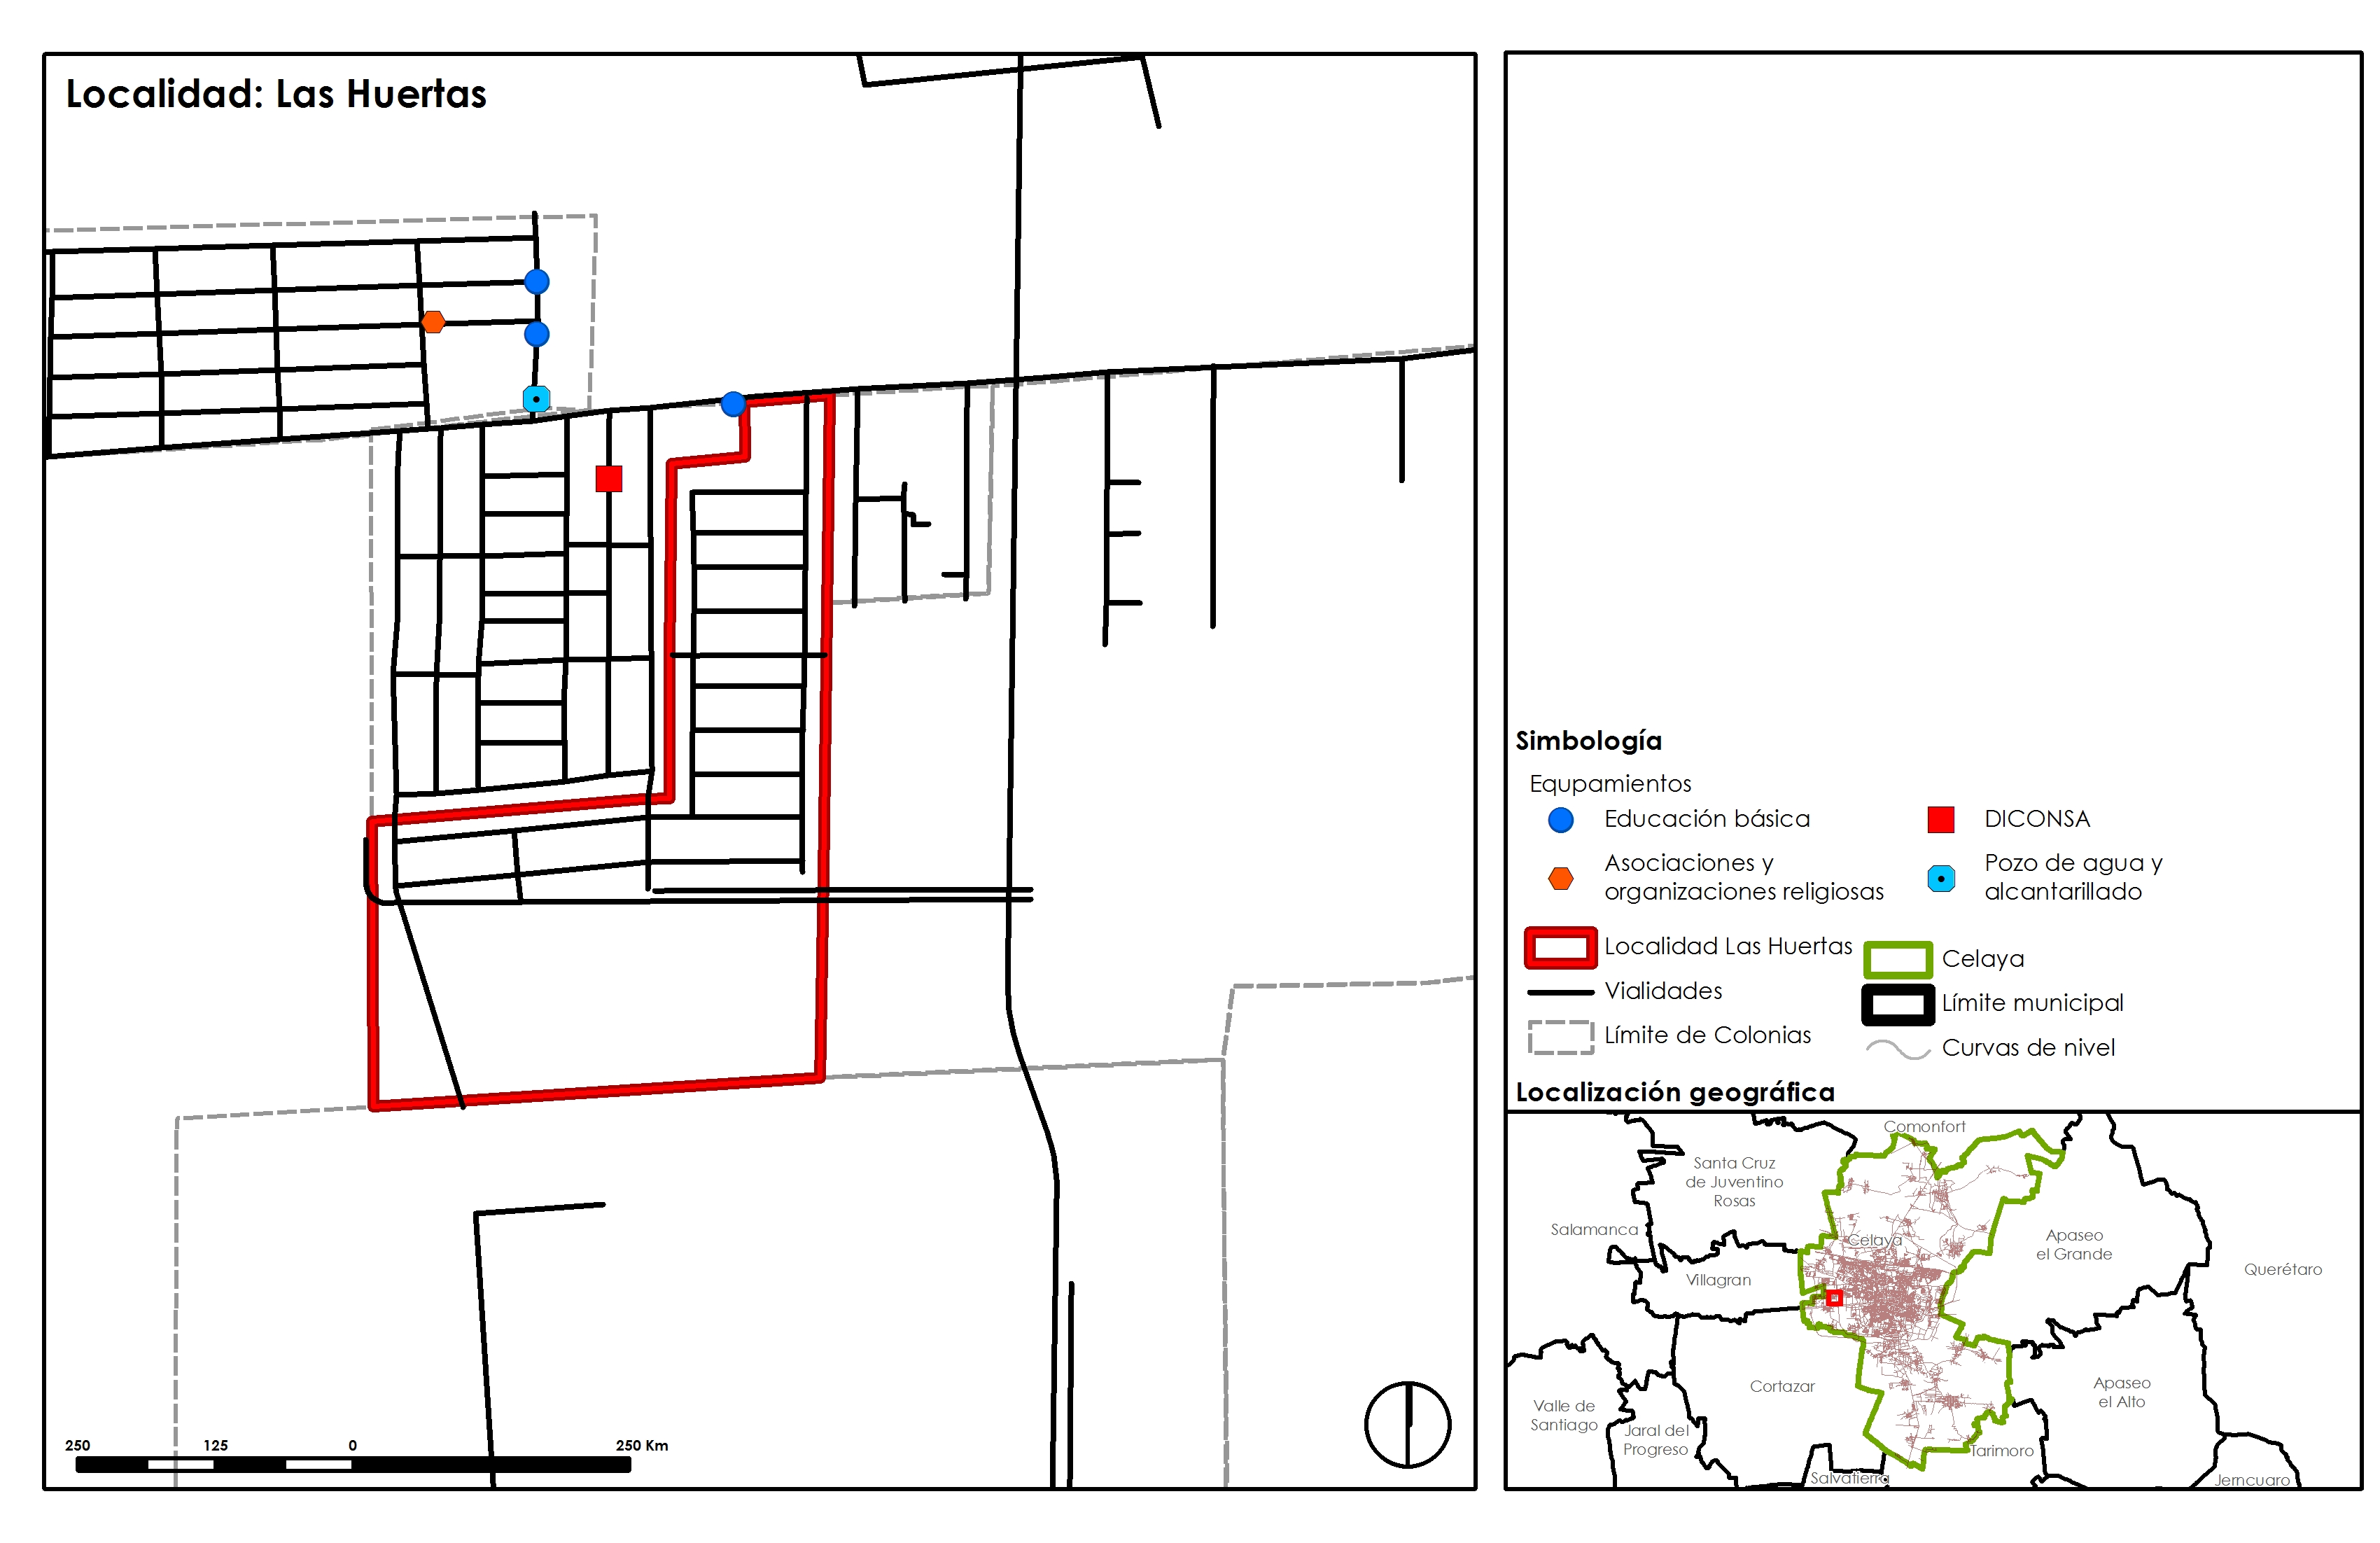 Localidad: Las Huertas
250 125 0 250 Km
Simbología
Equpamientos
Educación básica
DICONSA
Asociaciones y
organizaciones religiosas
Pozo de agua y
alcantarillado
Localidad Las Huertas
Celaya
Vialidades
Límite municipal
Límite de Colonias
Curvas de nivel
Localización geográfica
Comonfort
Santa Cruz
de Juventino
Rosas
Salamanca
Celaya
Apaseo
el Grande
Villagran
Querétaro
Cortazar
Apaseo
el Alto
Valle de
Santiago
Jaral del
Progreso
Tarimoro
Salvatierra
Jerncuaro